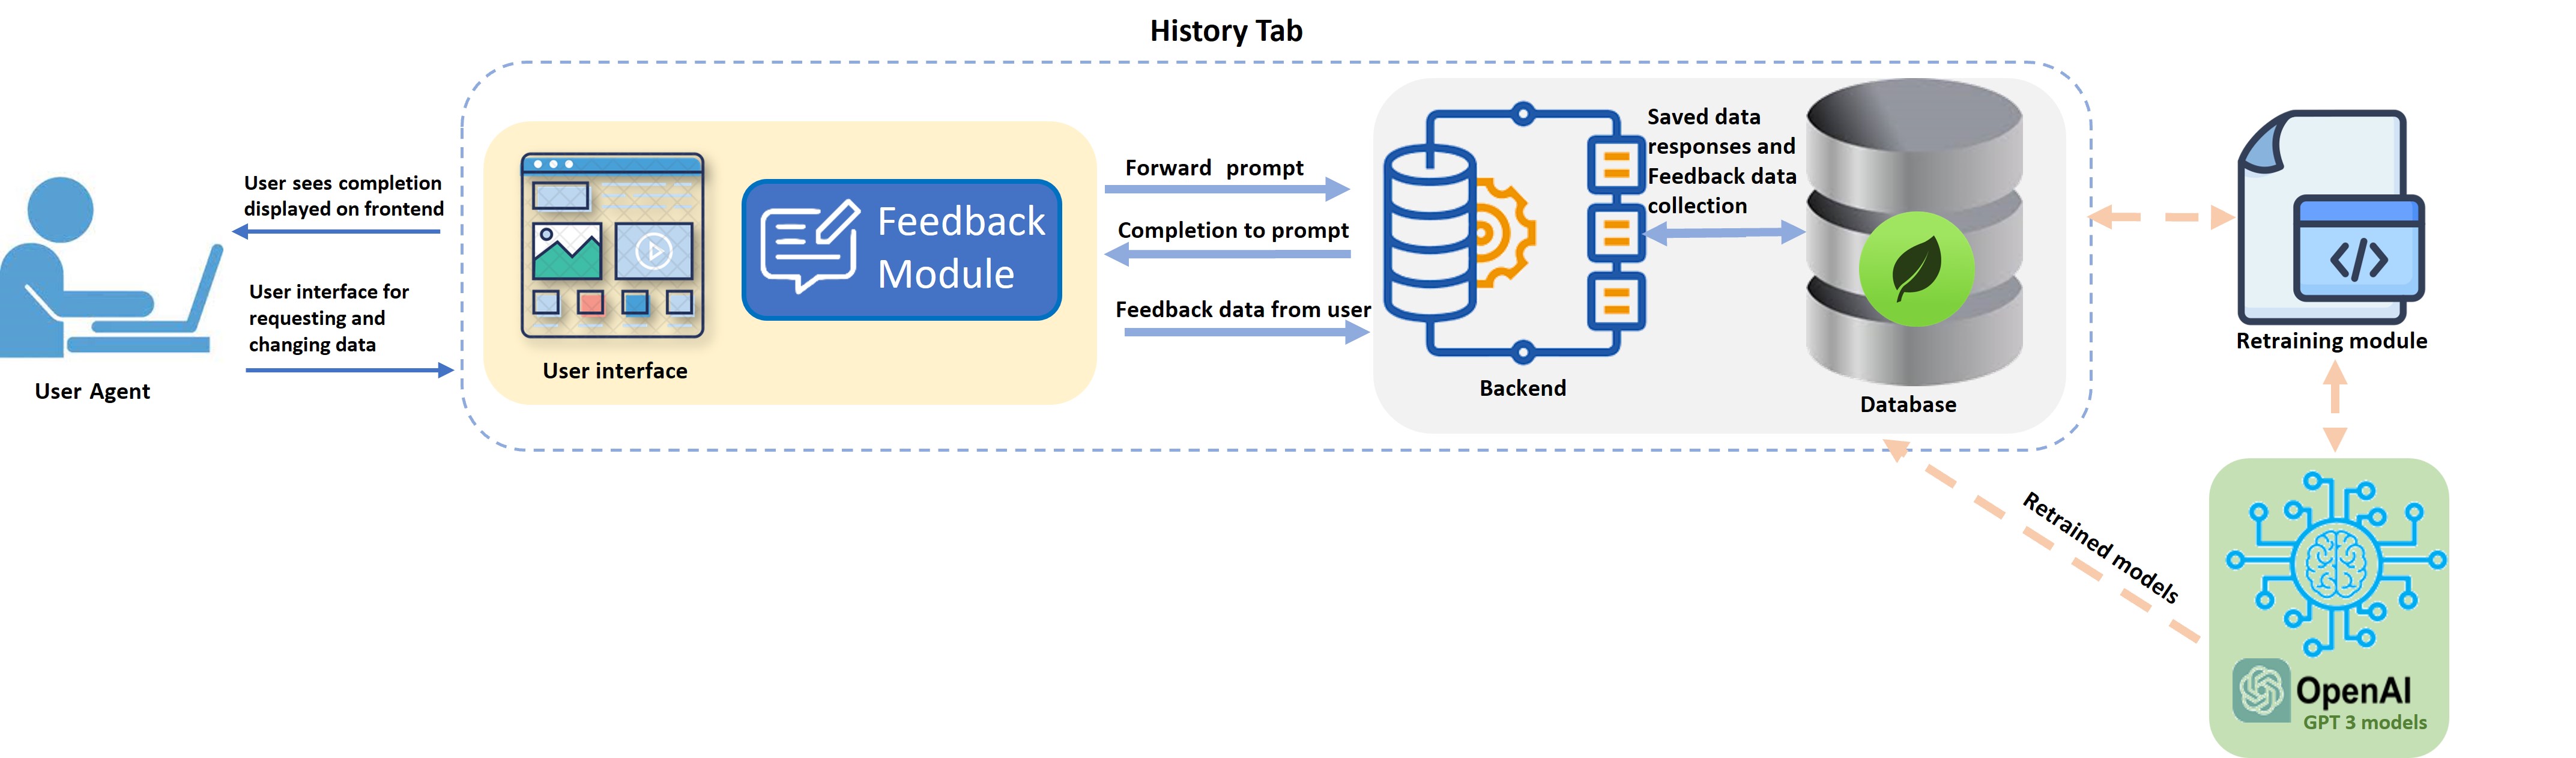 History Tab
User sees completion
displayed on frontend
User interface for
requesting and
changing data
User Agent
Feedback
Module
User interface
Forward prompt
Completion to prompt
Feedback data from user
Saved data
responses and
Feedback data
collection
Backend
Database
</>
Retraining module
Retrained models
OpenAI
GPT 3 models